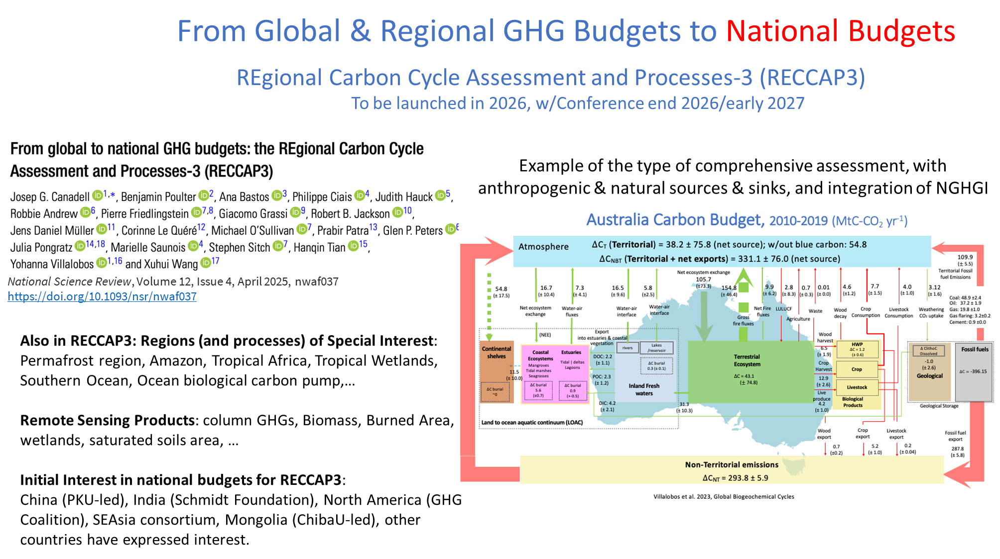 From Global & Regional GHG Budgets to National Budgets
REgional Carbon Cycle Assessment and Processes-3 (RECCAP3)
To be launched in 2026, w/Conference end 2026/early 2027
From global to national GHG budgets: the REgional Carbon Cycle
Assessment and Processes-3 (RECCAP3)
Josep G. Canadell iD 1,*, Benjamin Poulter iD 2, Ana Bastos iD 3, Philippe Ciais iD 4, Judith Hauck iD 5,
Robbie Andrew iD 6, Pierre Friedlingstein iD 7,8, Giacomo Grassi iD 9, Robert B. Jackson iD 10,
Jens Daniel Müller iD 11, Corinne Le Quéré 12, Michael O'Sullivan iD 7, Prabir Patra 13, Glen P. Peters iD 6
Julia Pongratz iD 14,18, Marielle Saunois iD 4, Stephen Sitch iD 7, Hanqin Tian iD 15,
Yohanna Villalobos iD 1,16 and Xuhui Wang iD 17
National Science Review, Volume 12, Issue 4, April 2025, nwaf037
https://doi.org/10.1093/nsr/nwaf037
Also in RECCAP3: Regions (and processes) of Special Interest:
Permafrost region, Amazon, Tropical Africa, Tropical Wetlands,
Southern Ocean, Ocean biological carbon pump,...
Remote Sensing Products: column GHGs, Biomass, Burned Area,
wetlands, saturated soils area, ...
Initial Interest in national budgets for RECCAP3:
China (PKU-led), India (Schmidt Foundation), North America (GHG
Coalition), SEAsia consortium, Mongolia (ChibaU-led), other
countries have expressed interest.
Example of the type of comprehensive assessment, with
anthropogenic & natural sources & sinks, and integration of NGHGI
Australia Carbon Budget, 2010-2019 (MtC-CO₂ yr⁻¹)
Atmosphere
ΔC_T (Territorial) = 38.2 ± 75.8 (net source); w/out blue carbon: 54.8
ΔC_NBT (Territorial + net exports) = 331.1 ± 76.0 (net source)
109.9
(± 5.5)
Territorial Fossil
fuel Emissions
Coal: 48.9 ±2.4
Oil: 37.2 ± 1.9
Gas: 19.8 ±1.0
Gas flaring: 3.2±0.2
Cement: 0.9 ±0.0
54.8
(± 17.5)
16.7
(± 10.4)
Net ecosystem
exchange
(NEE)
7.3
(± 4.1)
Water-air
fluxes
16.5
(± 9.6)
Water-air
interface
5.8
(±2.5)
Water-air
interface
Net ecosystem exchange
105.7
(±73.3)
154.8
(± 46.4)
Gross
fire fluxes
9.9
(± 6.2)
Net Fire
fluxes
2.8
(± 8.3)
LULUCF
0.7
(± 0.3)
Agriculture
0.01
(± 0.0)
Waste
4.6
(±1.2)
Wood
decay
7.7
(± 1.5)
Crop
Consumption
4.0
(± 1.0)
Livestock
Consumption
3.12
(± 1.6)
Weathering
CO₂ uptake
Continental
shelves
ΔC burial
~0
11.5
(± 10.0)
Coastal
Ecosystems
Mangroves
Tidal marshes
Seagrasses
ΔC burial
5.6
(±0.7)
Estuaries
Tidal | deltas
Lagoons
ΔC burial
0.9
(+-0.5)
Export
into estuaries & coastal
vegetation
DOC: 2.2
(± 1.1)
POC: 2.3
(± 1.2)
DIC: 4.2
(± 2.1)
rivers
Lakes
/reservoir
ΔC burial
0.3 (± 0.1)
Inland Fresh
waters
31.3
(± 10.3)
Land to ocean aquatic continuum (LOAC)
Terrestrial
Ecosystem
ΔC = 43.1
(± 74.8)
Wood
harvest
6.5
(± 1.9)
Crop
Harvest
12.9
(± 2.6)
Live
produce
4.2
(± 1.0)
HWP
ΔC = 1.2
(± 0.6)
Crop
Livestock
Biological
Products
Δ ClithoC
Dissolved
-1.0
(± 2.6)
Geological
Fossil fuels
ΔC = -396.15
Geological Storage
Wood
export
0.7
(±0.2)
Crop
export
5.2
(± 1.0)
Livestock
export
0.2
(± 0.04)
Fossil fuel
export
287.8
(± 5.8)
Non-Territorial emissions
ΔC_NT = 293.8 ± 5.9
Villalobos et al. 2023, Global Biogeochemical Cycles